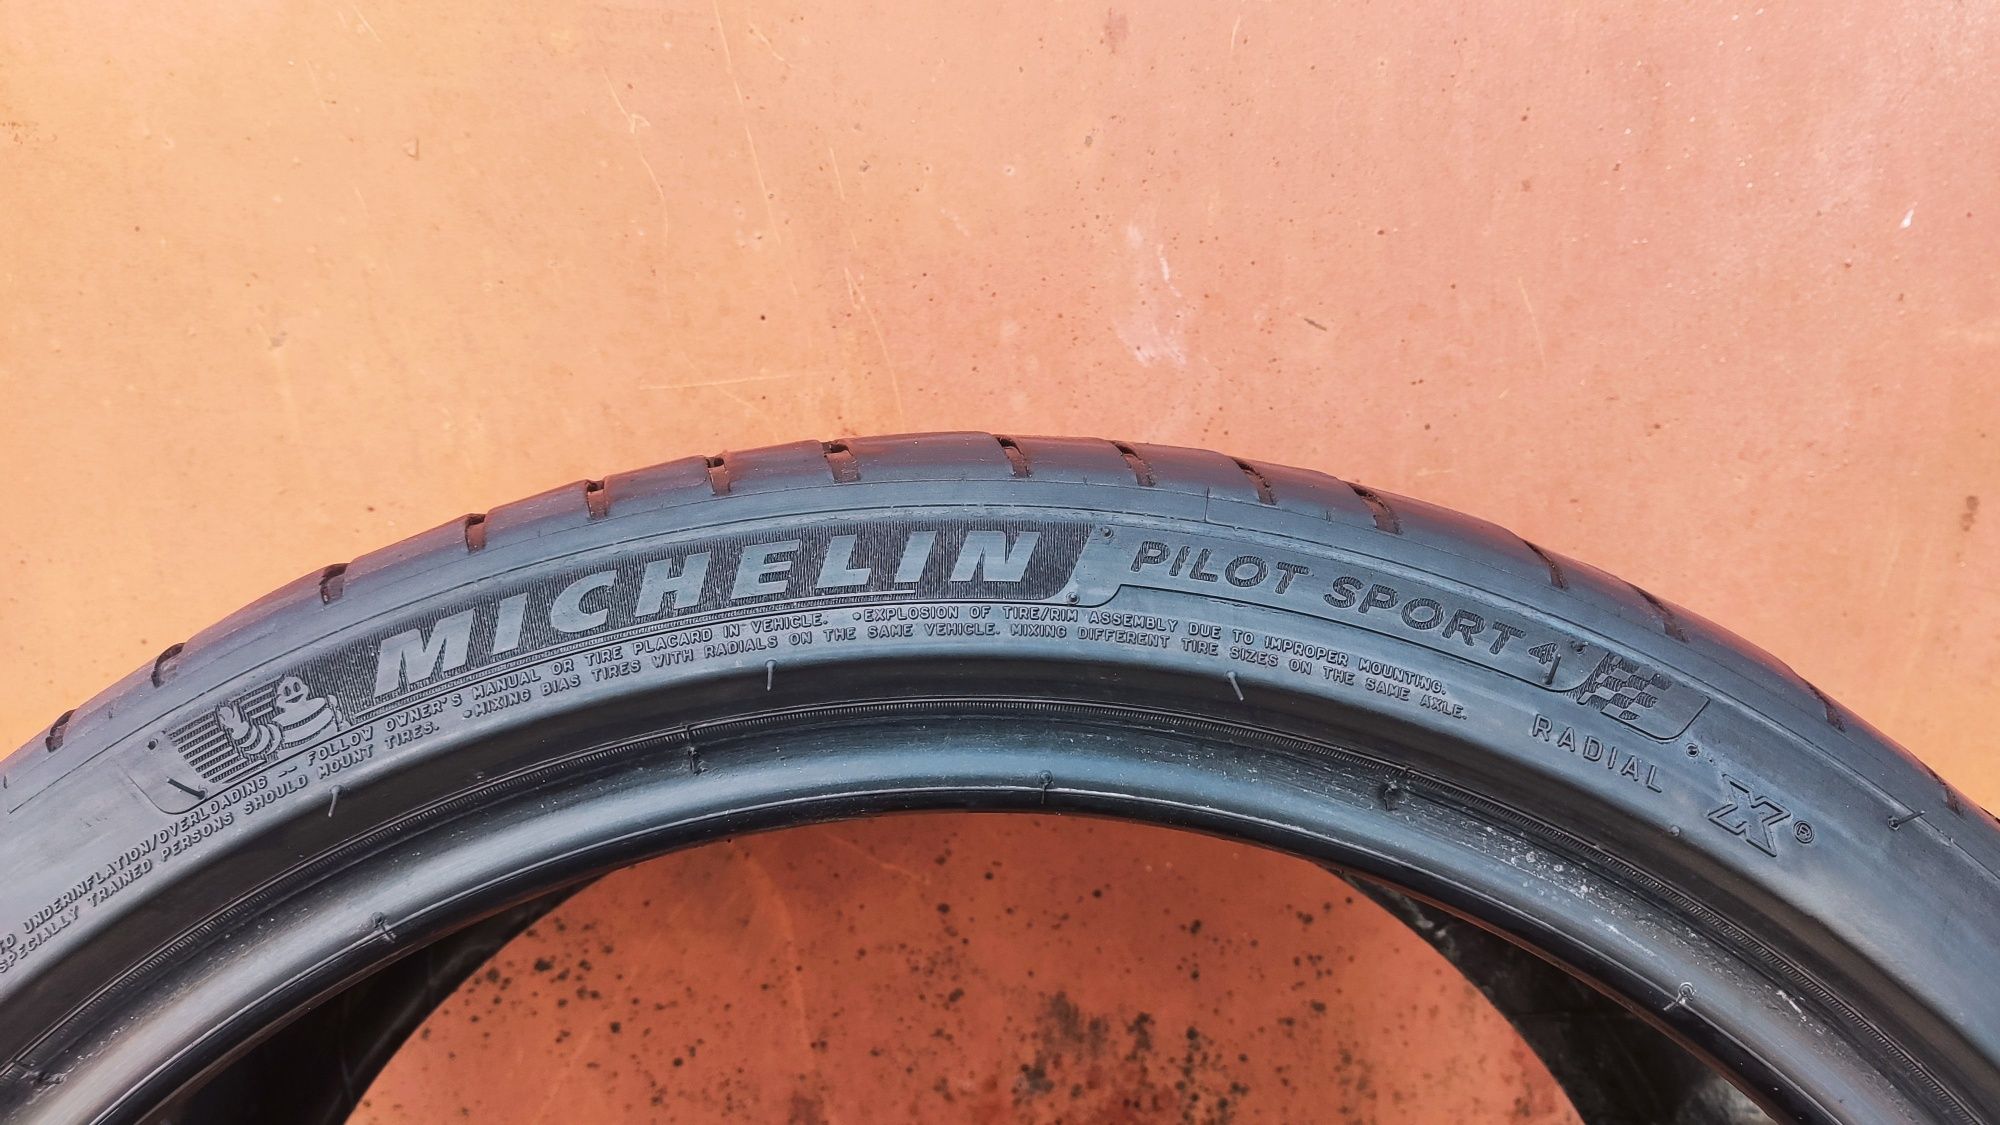 MICHELIN PILOT SPORT 4
TO UNDERINFLATION/OVERLOADING -- FOLLOW OWNER'S MANUAL OR TIRE PLACARD IN VEHICLE. •EXPLOSION OF TIRE/RIM ASSEMBLY DUE TO IMPROPER MOUNTING.
SPECIALLY TRAINED PERSONS SHOULD MOUNT TIRES. •MIXING BIAS TIRES WITH RADIALS ON THE SAME VEHICLE. MIXING DIFFERENT TIRE SIZES ON THE SAME AXLE.
RADIAL X®